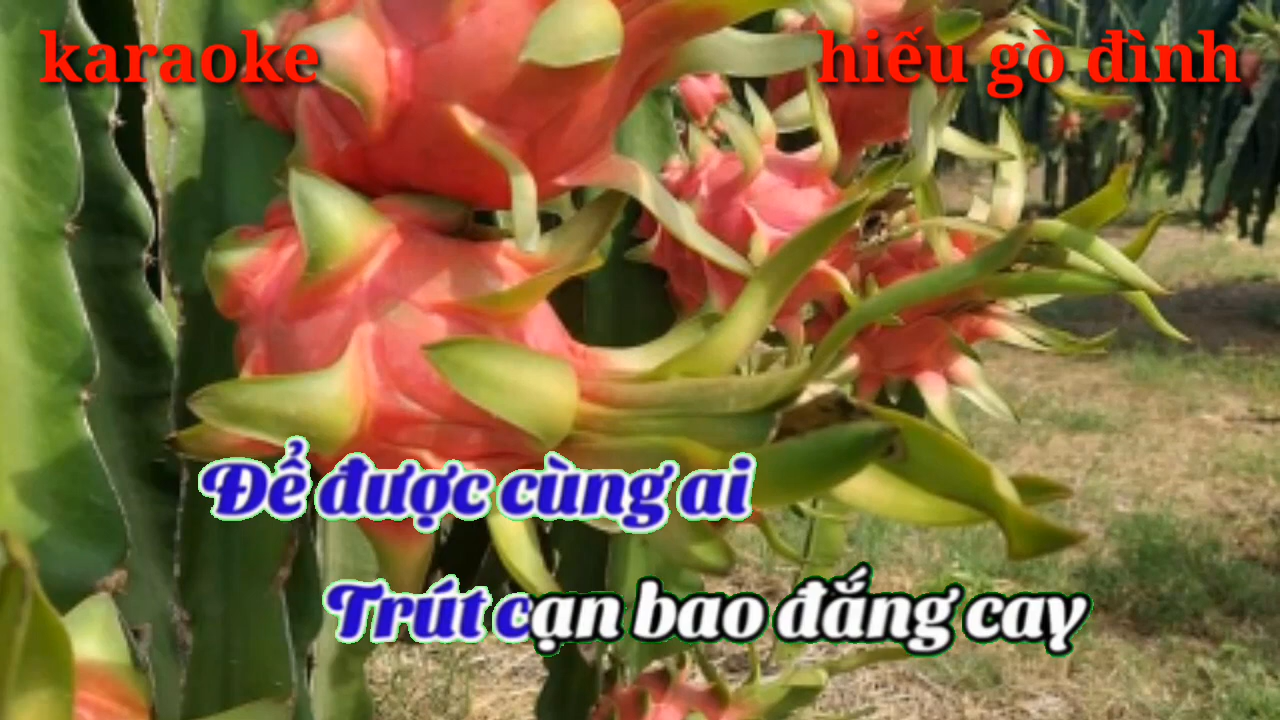 karaoke
hiếu gò đình
Để được cùng ai
Trút cạn bao đắng cay